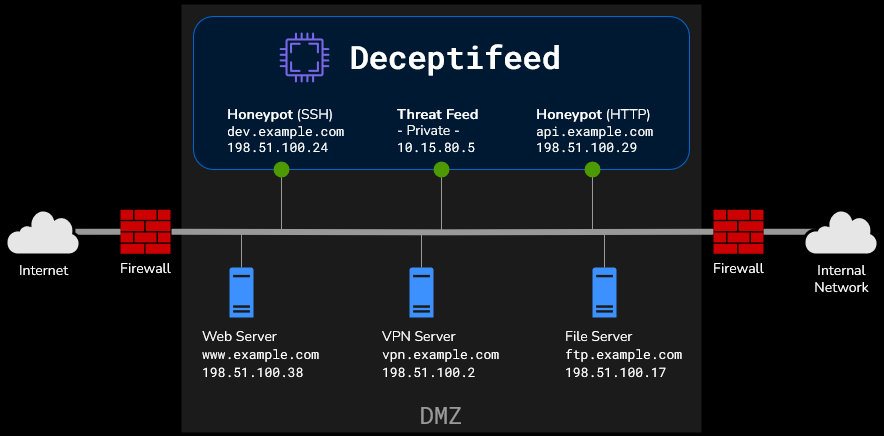 Deceptifeed
Honeypot (SSH)
dev.example.com
198.51.100.24
Threat Feed
- Private -
10.15.80.5
Honeypot (HTTP)
api.example.com
198.51.100.29
Internet
Firewall
Firewall
Internal
Network
Web Server
www.example.com
198.51.100.38
VPN Server
vpn.example.com
198.51.100.2
File Server
ftp.example.com
198.51.100.17
DMZ